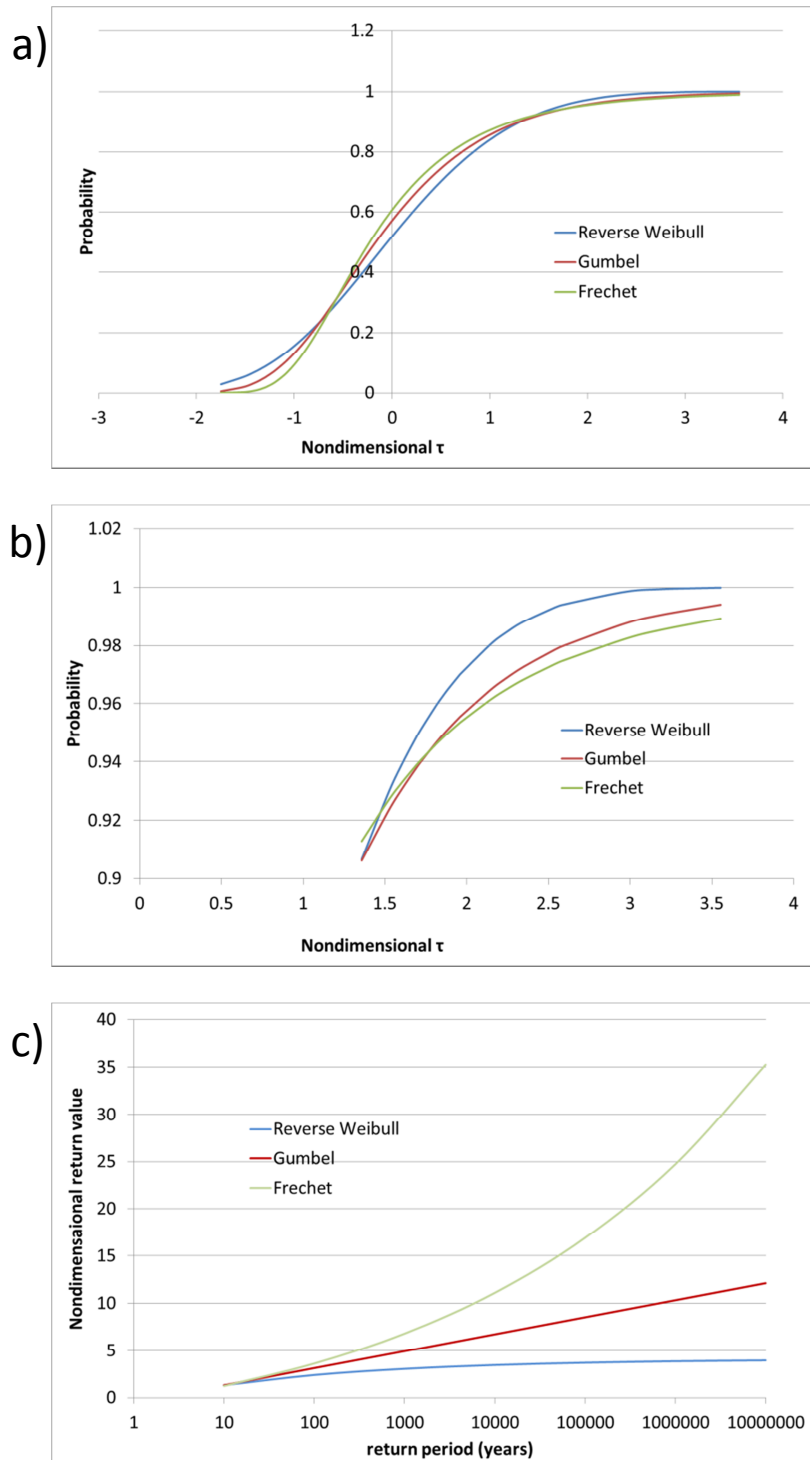 a)
1.2
1
0.8
0.6
0.4
0.2
0
Probability
-3 -2 -1 0 1 2 3 4
Nondimensional τ
Reverse Weibull
Gumbel
Frechet
b)
1.02
1
0.98
0.96
0.94
0.92
0.9
Probability
0 0.5 1 1.5 2 2.5 3 3.5 4
Nondimensional τ
Reverse Weibull
Gumbel
Frechet
c)
40
35
30
25
20
15
10
5
0
Nondimensaional return value
1 10 100 1000 10000 100000 1000000 10000000
return period (years)
Reverse Weibull
Gumbel
Frechet